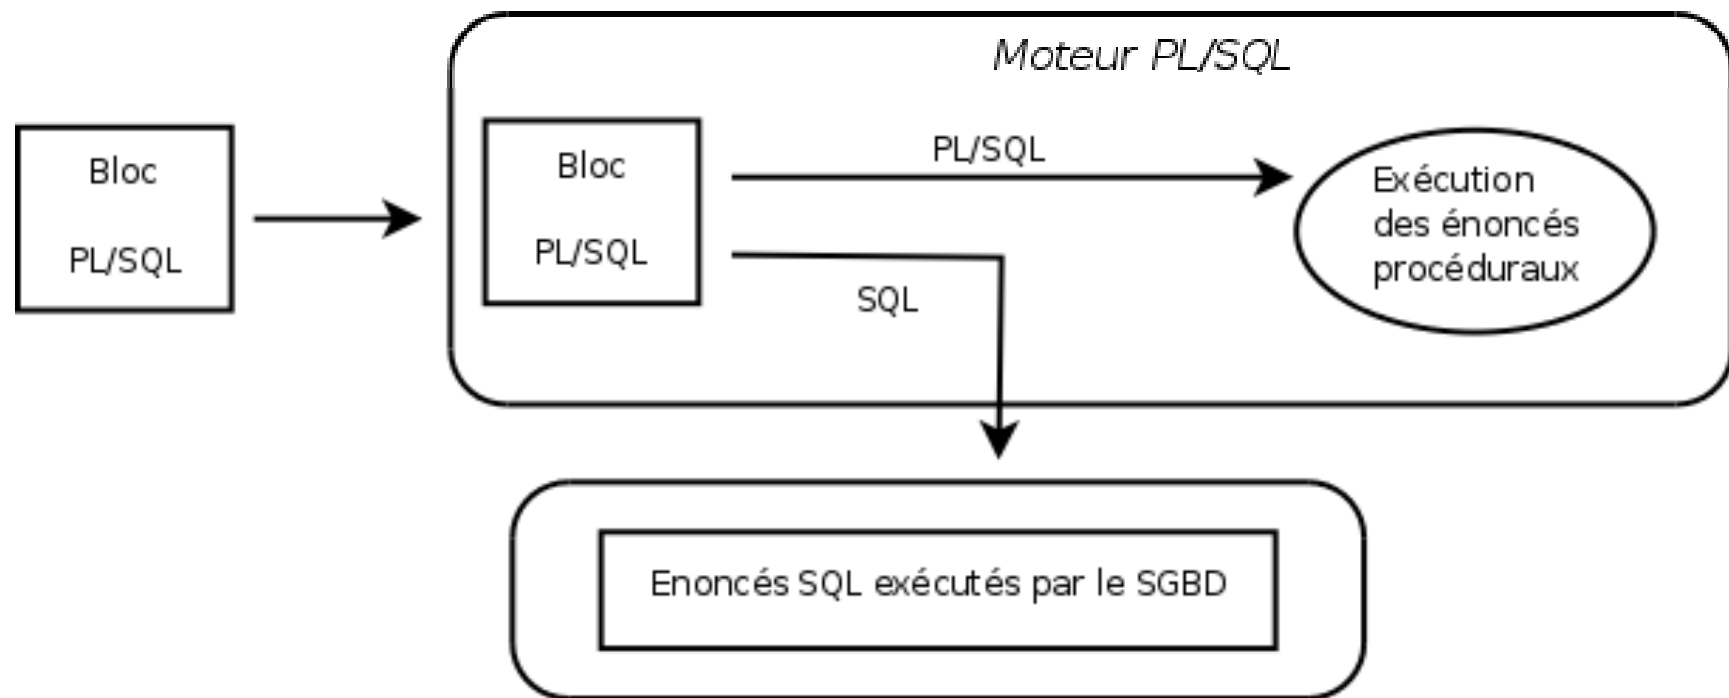 Moteur PL/SQL
Bloc
PL/SQL
Bloc
PL/SQL
PL/SQL
SQL
Exécution
des énoncés
procéduraux
Enoncés SQL exécutés par le SGBD